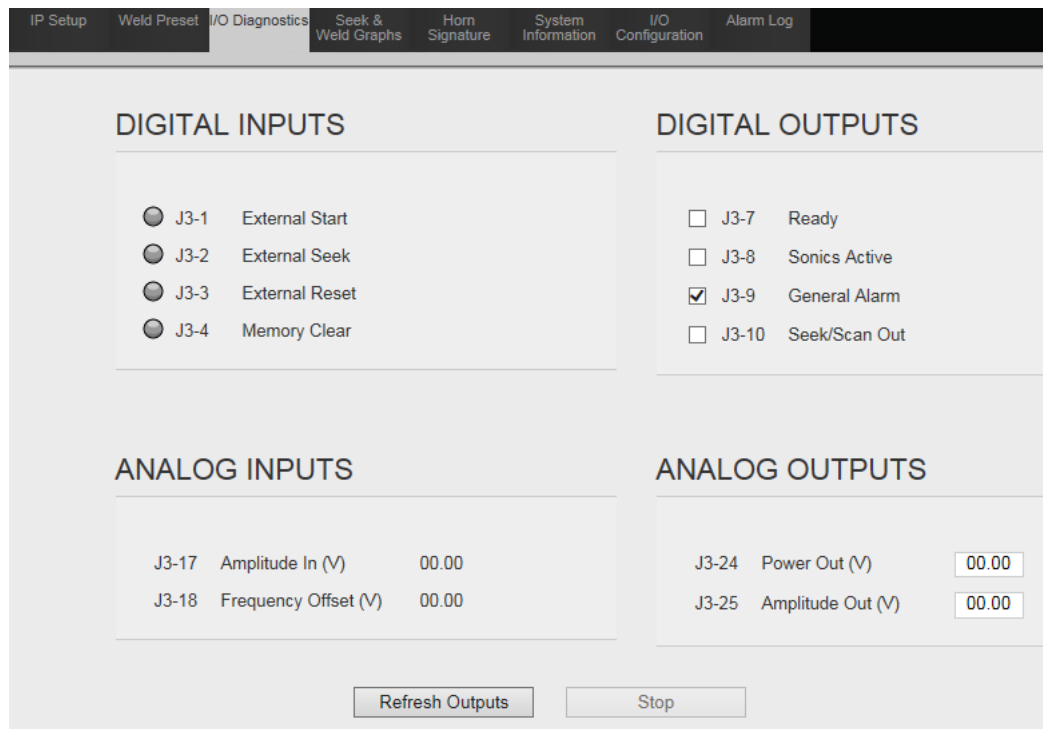 IP Setup
Weld Preset
I/O Diagnostics
Seek &
Weld Graphs
Horn
Signature
System
Information
I/O
Configuration
Alarm Log
DIGITAL INPUTS
J3-1 External Start
J3-2 External Seek
J3-3 External Reset
J3-4 Memory Clear
DIGITAL OUTPUTS
J3-7 Ready
J3-8 Sonics Active
J3-9 General Alarm
J3-10 Seek/Scan Out
ANALOG INPUTS
J3-17 Amplitude In (V) 00.00
J3-18 Frequency Offset (V) 00.00
ANALOG OUTPUTS
J3-24 Power Out (V) 00.00
J3-25 Amplitude Out (V) 00.00
Refresh Outputs
Stop